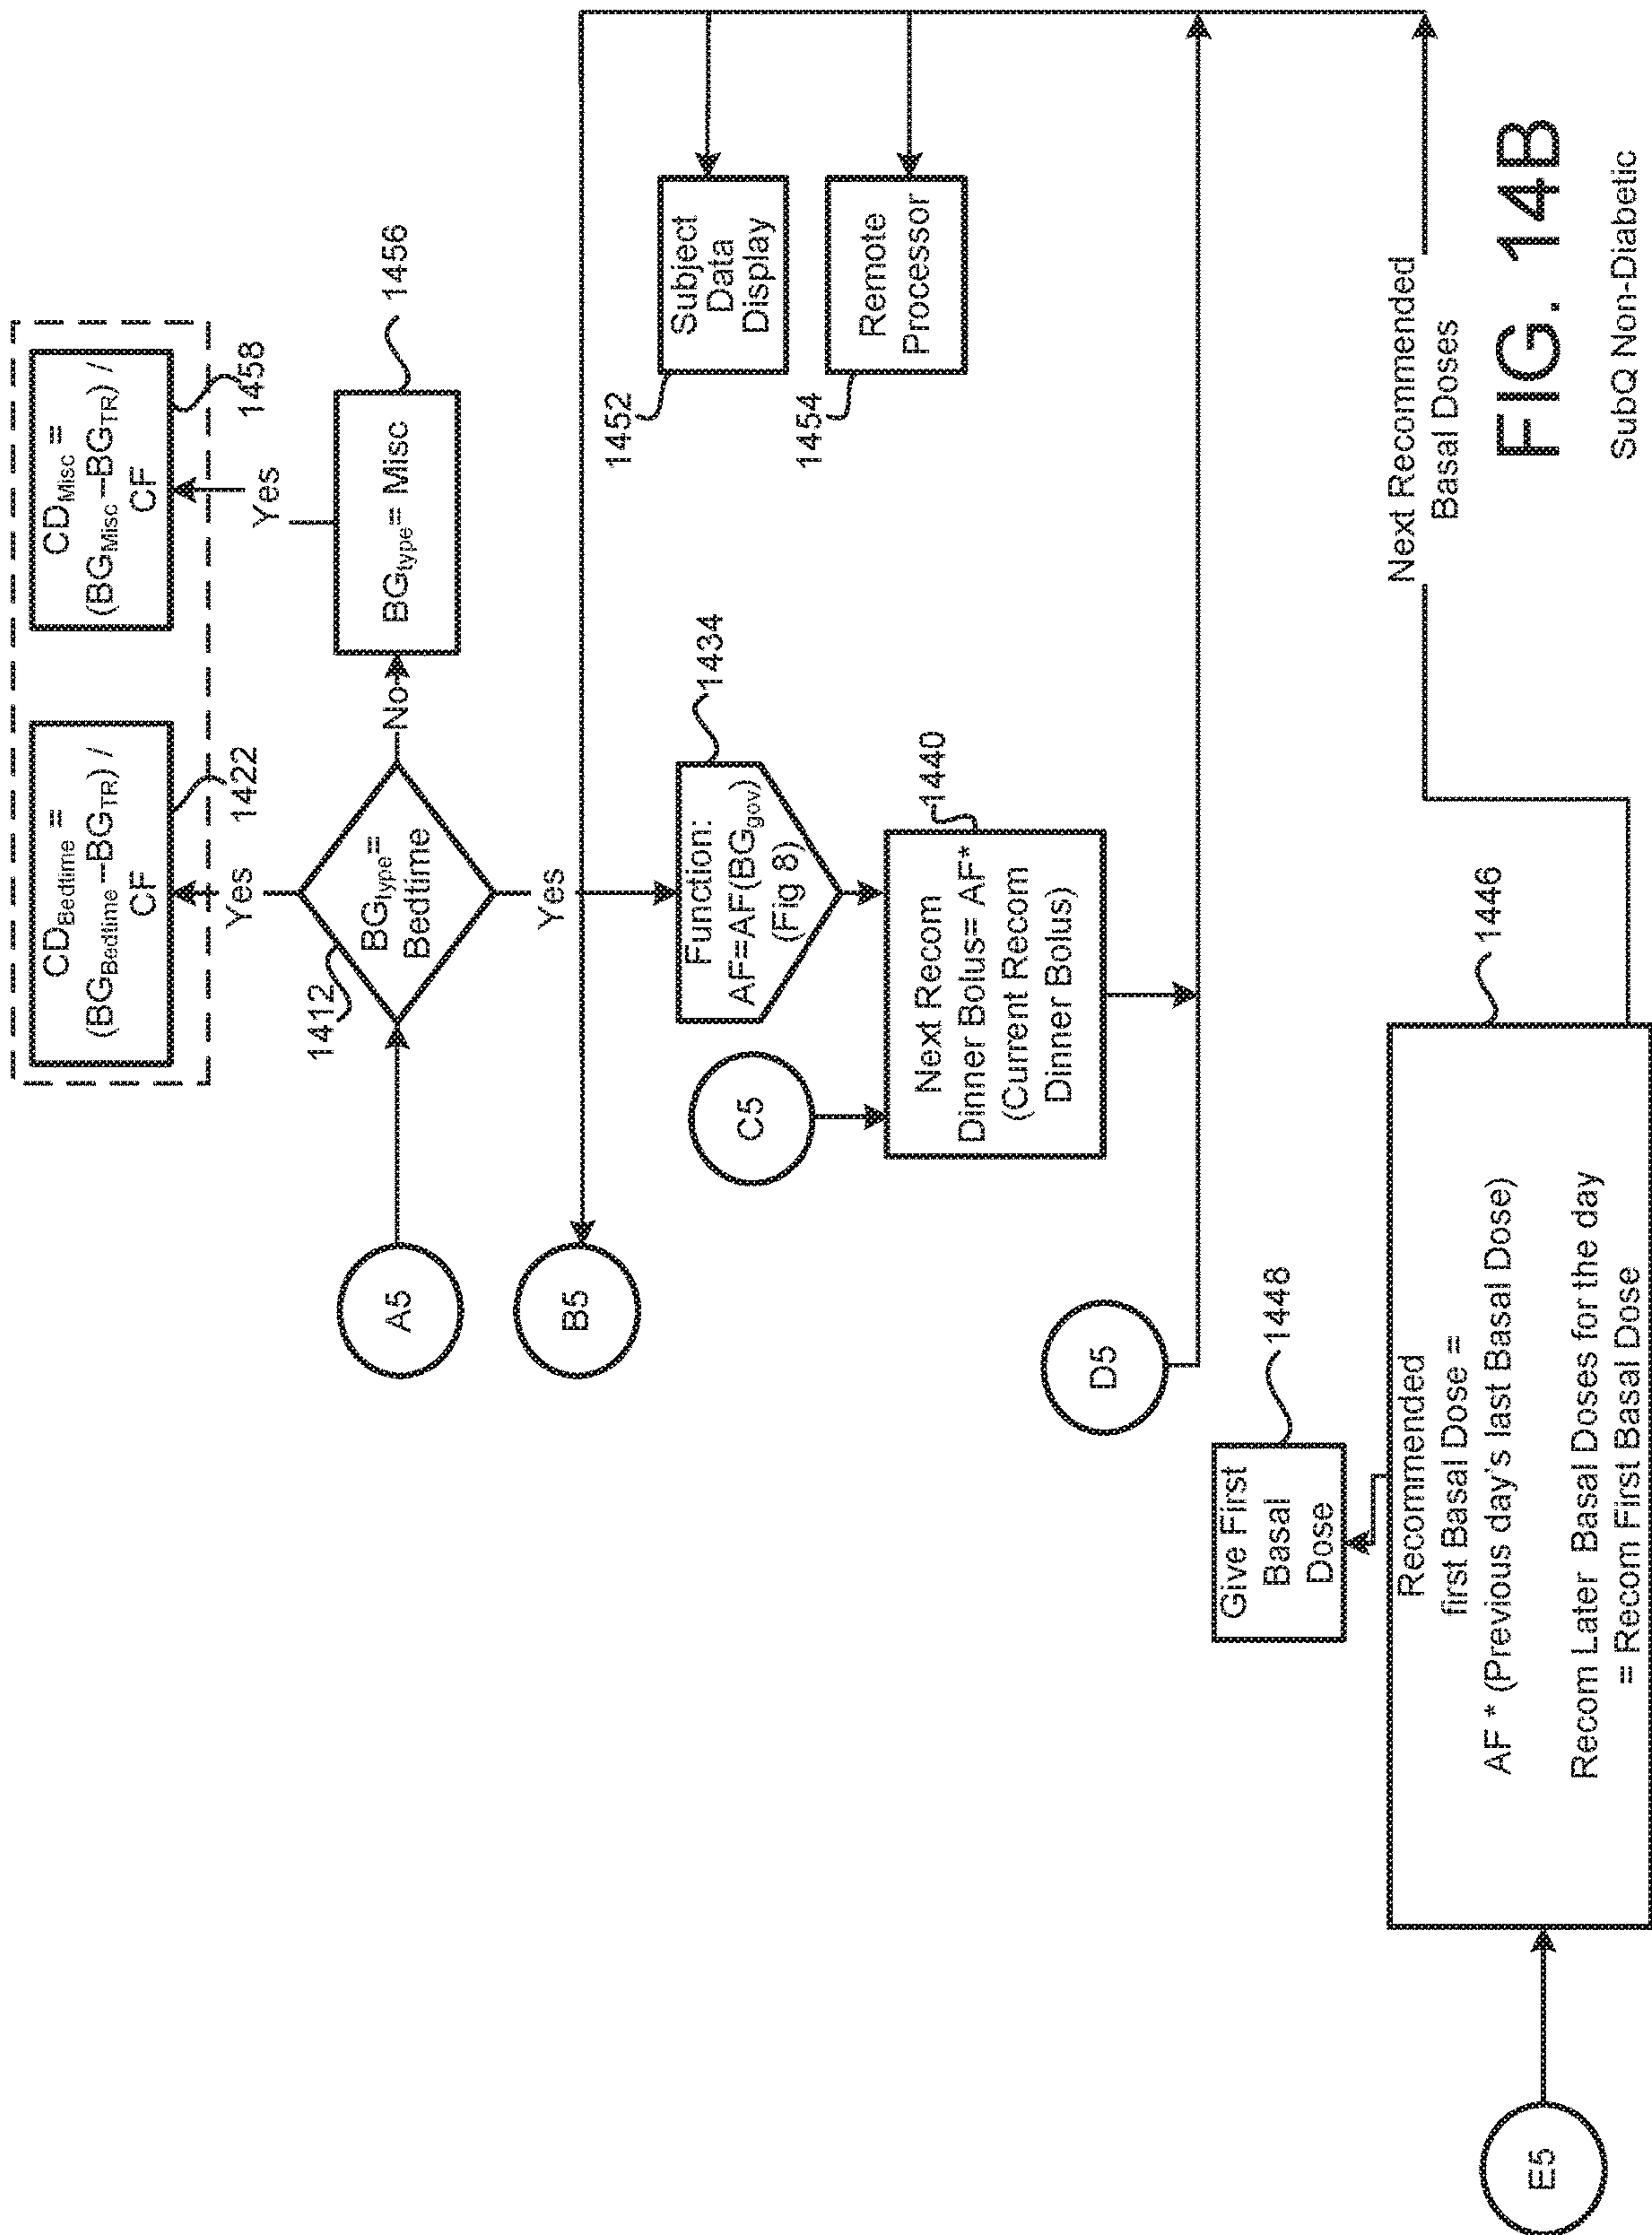 CD_Bedtime =
(BG_Bedtime –BG_TR) /
CF
1422
CD_Misc =
(BG_Misc –BG_TR) /
CF
1458
Yes
Yes
A5
1412
BG_type=
Bedtime
No
BG_type= Misc
1456
B5
Yes
C5
Function:
AF=AF(BG_gov)
(Fig 8)
1434
1452
Subject
Data
Display
Next Recom
Dinner Bolus= AF*
(Current Recom
Dinner Bolus)
1440
1454
Remote
Processor
D5
Give First
Basal
Dose
1448
E5
Recommended
first Basal Dose =
AF * (Previous day's last Basal Dose)
Recom Later Basal Doses for the day
= Recom First Basal Dose
1446
Next Recommended
Basal Doses
FIG. 14B
SubQ Non-Diabetic